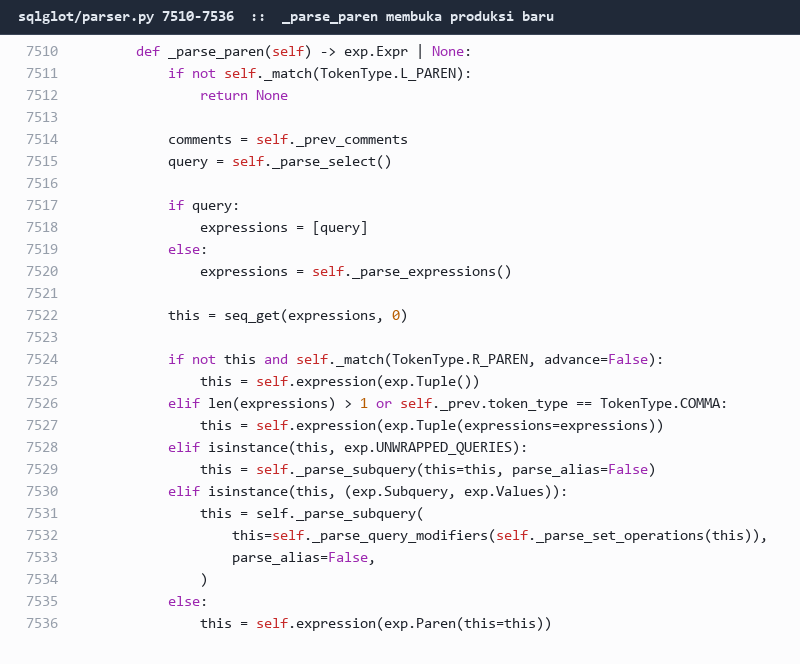 sqlglot/parser.py 7510-7536  ::  _parse_paren membuka produksi baru
7510         def _parse_paren(self) -> exp.Expr | None:
7511             if not self._match(TokenType.L_PAREN):
7512                 return None
7513
7514             comments = self._prev_comments
7515             query = self._parse_select()
7516
7517             if query:
7518                 expressions = [query]
7519             else:
7520                 expressions = self._parse_expressions()
7521
7522             this = seq_get(expressions, 0)
7523
7524             if not this and self._match(TokenType.R_PAREN, advance=False):
7525                 this = self.expression(exp.Tuple())
7526             elif len(expressions) > 1 or self._prev.token_type == TokenType.COMMA:
7527                 this = self.expression(exp.Tuple(expressions=expressions))
7528             elif isinstance(this, exp.UNWRAPPED_QUERIES):
7529                 this = self._parse_subquery(this=this, parse_alias=False)
7530             elif isinstance(this, (exp.Subquery, exp.Values)):
7531                 this = self._parse_subquery(
7532                     this=self._parse_query_modifiers(self._parse_set_operations(this)),
7533                     parse_alias=False,
7534                 )
7535             else:
7536                 this = self.expression(exp.Paren(this=this))